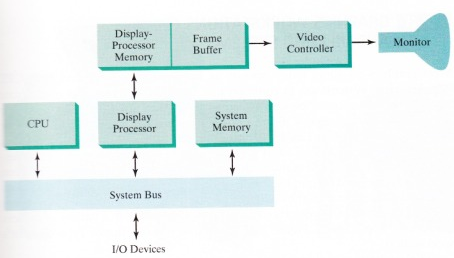 Display-
Processor
Memory
Frame
Buffer
Video
Controller
Monitor
CPU
Display
Processor
System
Memory
System Bus
I/O Devices